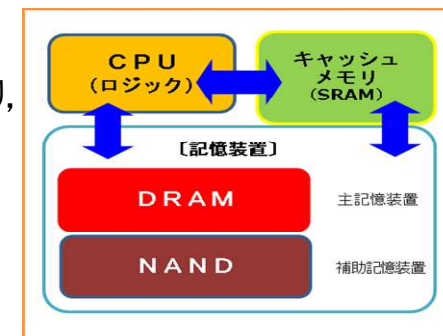 CPU
(ロジック)
キャッシュ
メモリ
(SRAM)
〔記憶装置〕
DRAM
主記憶装置
NAND
補助記憶装置